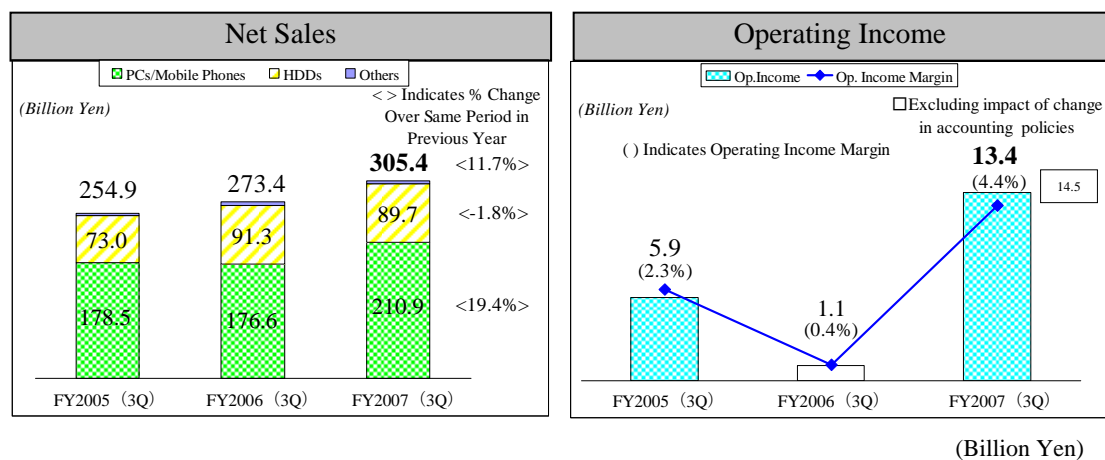 Net Sales
PCs/Mobile Phones HDDs Others
(Billion Yen)
< > Indicates % Change
Over Same Period in
Previous Year
254.9
273.4
305.4
<11.7%>
73.0
91.3
89.7
<-1.8%>
178.5
176.6
210.9
<19.4%>
FY2005（3Q）
FY2006（3Q）
FY2007（3Q）
Operating Income
Op.Income Op. Income Margin
(Billion Yen)
Excluding impact of change
in accounting policies
( ) Indicates Operating Income Margin
5.9
(2.3%)
1.1
(0.4%)
13.4
(4.4%)
14.5
FY2005（3Q）
FY2006（3Q）
FY2007（3Q）
(Billion Yen)